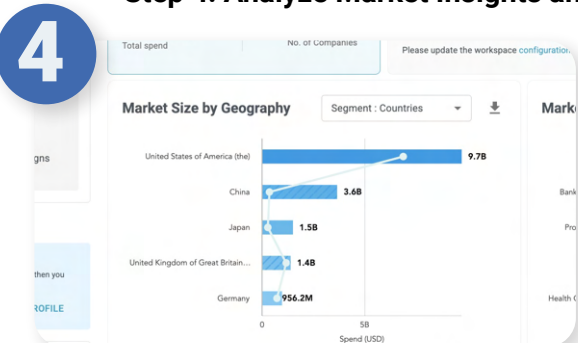 Step 4: Analyze Market Insights an
4
Total spend
No. of Companies
Please update the workspace configuration
Market Size by Geography
Segment : Countries
Mark
gns
United States of America (the)
9.7B
China
3.6B
Bank
Japan
1.5B
Pro
then you
United Kingdom of Great Britain...
1.4B
ROFILE
Germany
956.2M
Health C
0
5B
Spend (USD)